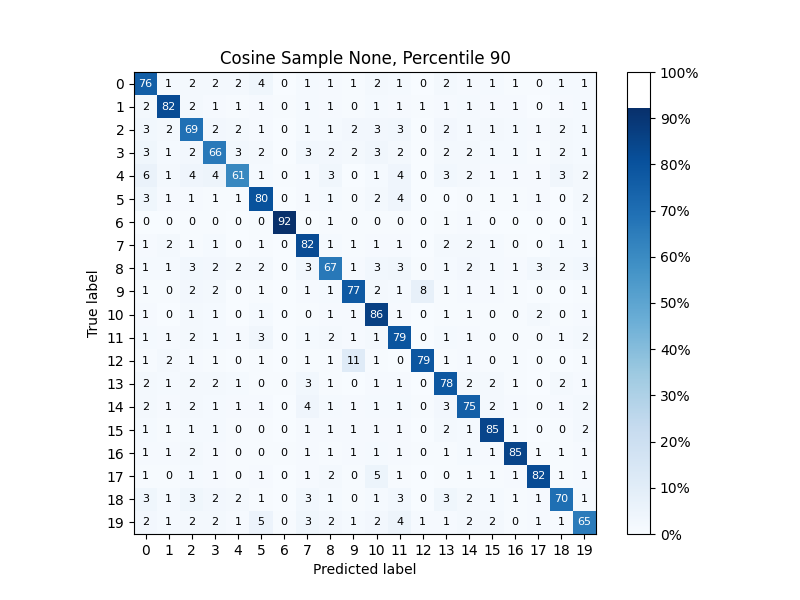 Cosine Sample None, Percentile 90
True label
0 76 1 2 2 2 4 0 1 1 1 2 1 0 2 1 1 1 0 1 1
1 2 82 2 1 1 1 0 1 1 0 1 1 1 1 1 1 1 0 1 1
2 3 2 69 2 2 1 0 1 1 2 3 3 0 2 1 1 1 1 2 1
3 3 1 2 66 3 2 0 3 2 2 3 2 0 2 2 1 1 1 2 1
4 6 1 4 4 61 1 0 1 3 0 1 4 0 3 2 1 1 1 3 2
5 3 1 1 1 1 80 0 1 1 0 2 4 0 0 0 1 1 1 0 2
6 0 0 0 0 0 0 92 0 1 0 0 0 0 1 1 0 0 0 0 1
7 1 2 1 1 0 1 0 82 1 1 1 1 0 2 2 1 0 0 1 1
8 1 1 3 2 2 2 0 3 67 1 3 3 0 1 2 1 1 3 2 3
9 1 0 2 2 0 1 0 1 1 77 2 1 8 1 1 1 1 0 0 1
10 1 0 1 1 0 1 0 0 1 1 86 1 0 1 1 0 0 2 0 1
11 1 1 2 1 1 3 0 1 2 1 1 79 0 1 1 0 0 0 1 2
12 1 2 1 1 0 1 0 1 1 11 1 0 79 1 1 0 1 0 0 1
13 2 1 2 2 1 0 0 3 1 0 1 1 0 78 2 2 1 0 2 1
14 2 1 2 1 1 1 0 4 1 1 1 1 0 3 75 2 1 0 1 2
15 1 1 1 1 0 0 0 1 1 1 1 1 0 2 1 85 1 0 0 2
16 1 1 2 1 0 0 0 1 1 1 1 1 0 1 1 1 85 1 1 1
17 1 0 1 1 0 1 0 1 2 0 5 1 0 0 1 1 1 82 1 1
18 3 1 3 2 2 1 0 3 1 0 1 3 0 3 2 1 1 1 70 1
19 2 1 2 2 1 5 0 3 2 1 2 4 1 1 2 2 0 1 1 65
0 1 2 3 4 5 6 7 8 9 10 11 12 13 14 15 16 17 18 19
Predicted label
100%
90%
80%
70%
60%
50%
40%
30%
20%
10%
0%